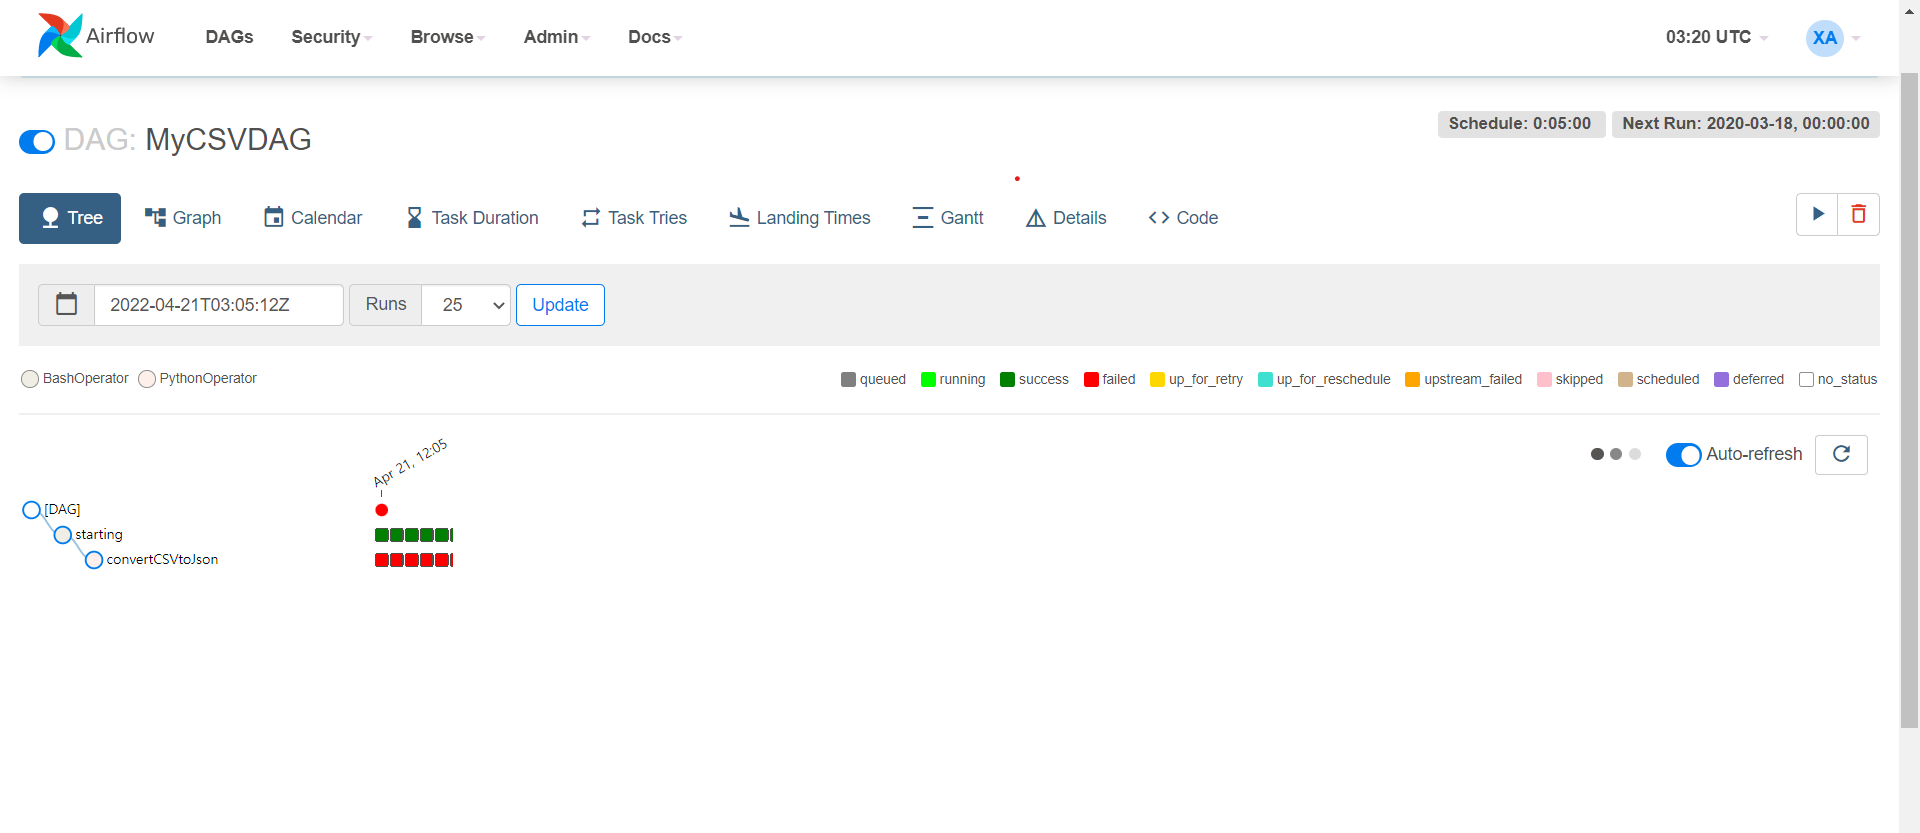 Airflow DAGs Security Browse Admin Docs 03:20 UTC XA
DAG: MyCSVDAG Schedule: 0:05:00 Next Run: 2020-03-18, 00:00:00
Tree Graph Calendar Task Duration Task Tries Landing Times Gantt Details Code
2022-04-21T03:05:12Z Runs 25 Update
BashOperator PythonOperator queued running success failed up_for_retry up_for_reschedule upstream_failed skipped scheduled deferred no_status
Apr 21, 12:05
Auto-refresh
[DAG]
starting
convertCSVtoJson